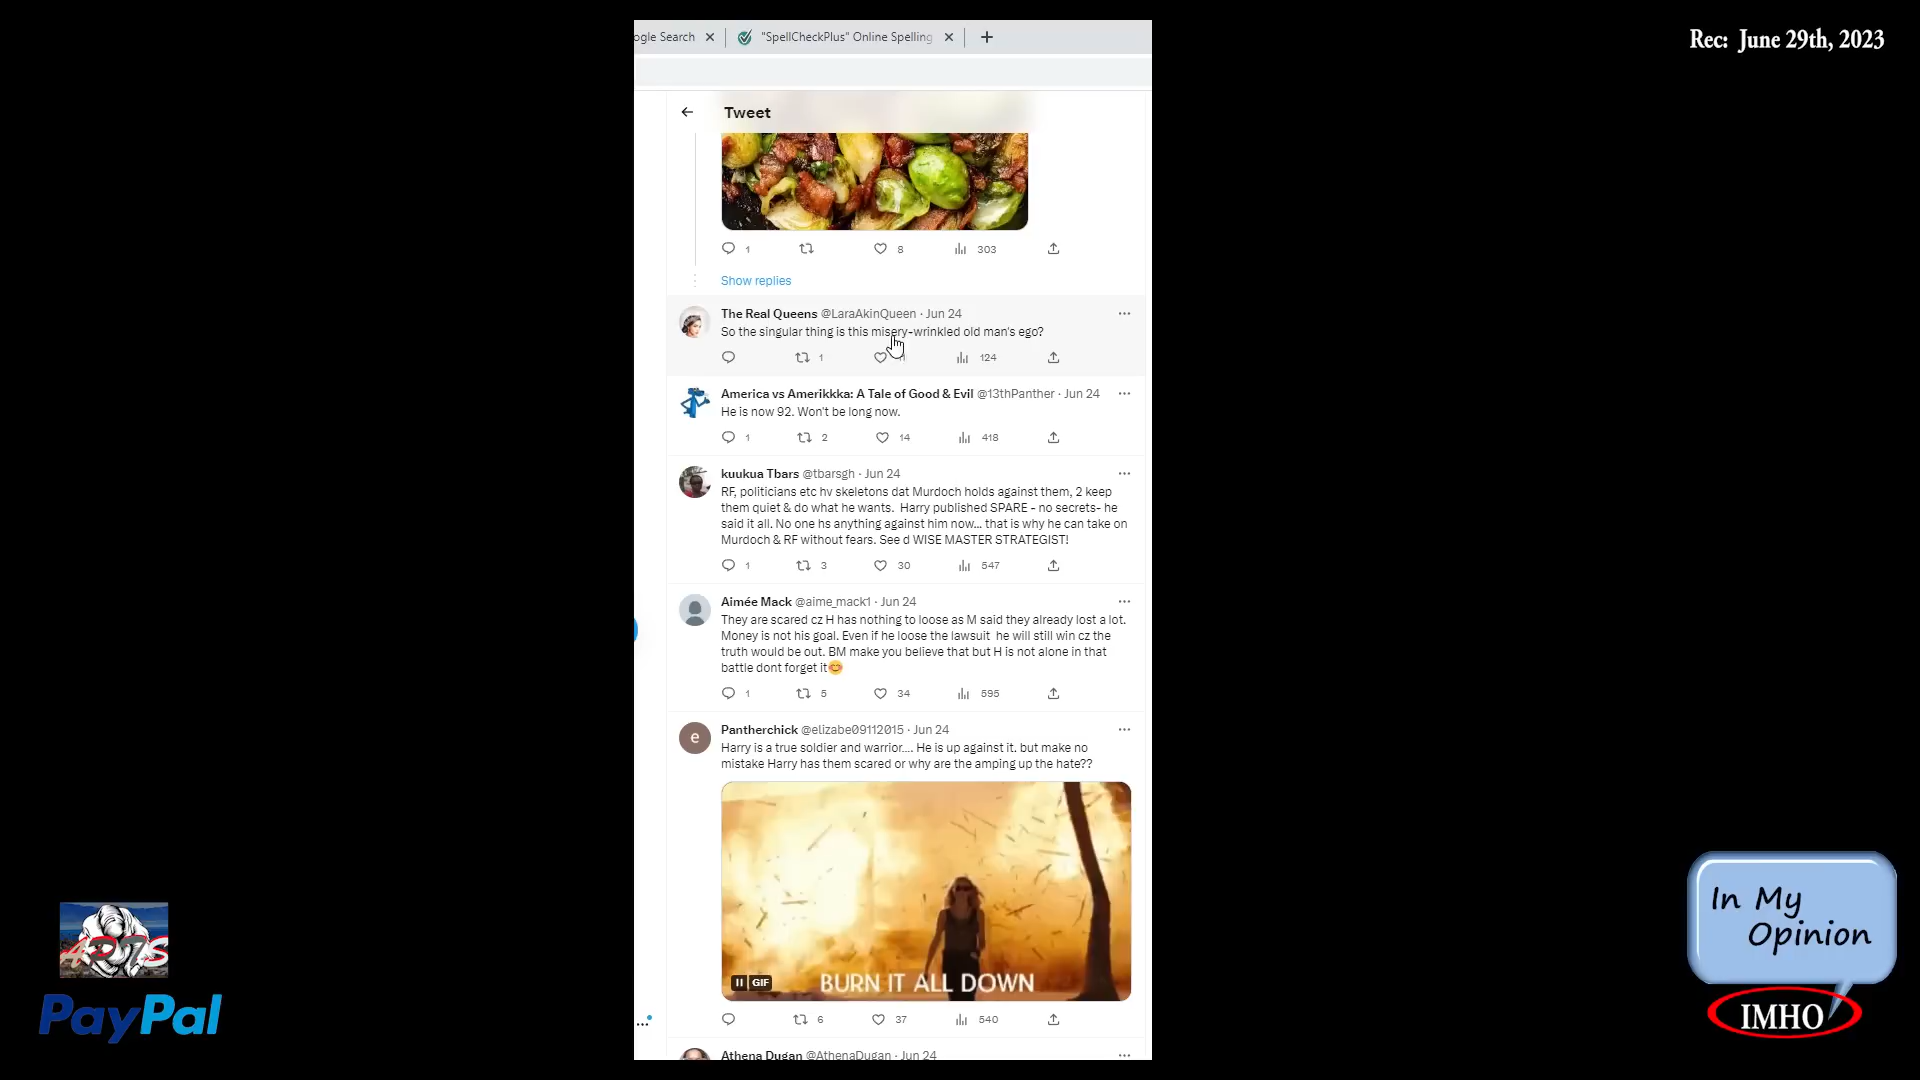 ogle Search
"SpellCheckPlus" Online Spelling
Rec: June 29th, 2023
Tweet
1
8
303
Show replies
The Real Queens @LaraAkinQueen · Jun 24
So the singular thing is this misery-wrinkled old man's ego?
1
124
America vs Amerikkka: A Tale of Good & Evil @13thPanther · Jun 24
He is now 92. Won't be long now.
1
2
14
418
kuukua Tbars @tbarsgh · Jun 24
RF, politicians etc hv skeletons dat Murdoch holds against them, 2 keep
them quiet & do what he wants. Harry published SPARE - no secrets- he
said it all. No one hs anything against him now... that is why he can take on
Murdoch & RF without fears. See d WISE MASTER STRATEGIST!
1
3
30
547
Aimée Mack @aime_mack1 · Jun 24
They are scared cz H has nothing to loose as M said they already lost a lot.
Money is not his goal. Even if he loose the lawsuit he will still win cz the
truth would be out. BM make you believe that but H is not alone in that
battle dont forget it😊
1
5
34
595
Pantherchick @elizabe09112015 · Jun 24
Harry is a true soldier and warrior.... He is up against it. but make no
mistake Harry has them scared or why are the amping up the hate??
GIF
BURN IT ALL DOWN
6
37
540
Athena Dugan @AthenaDugan · Jun 24
PayPal
In My
Opinion
IMHO